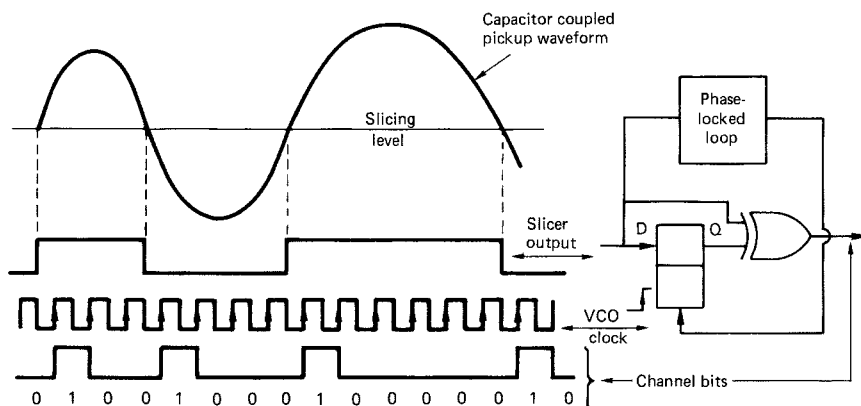 Capacitor coupled
pickup waveform
Slicing
level
Phase-
locked
loop
Slicer
output
D
Q
VCO
clock
Channel bits
0 1 0 0 1 0 0 0 1 0 0 0 0 0 1 0